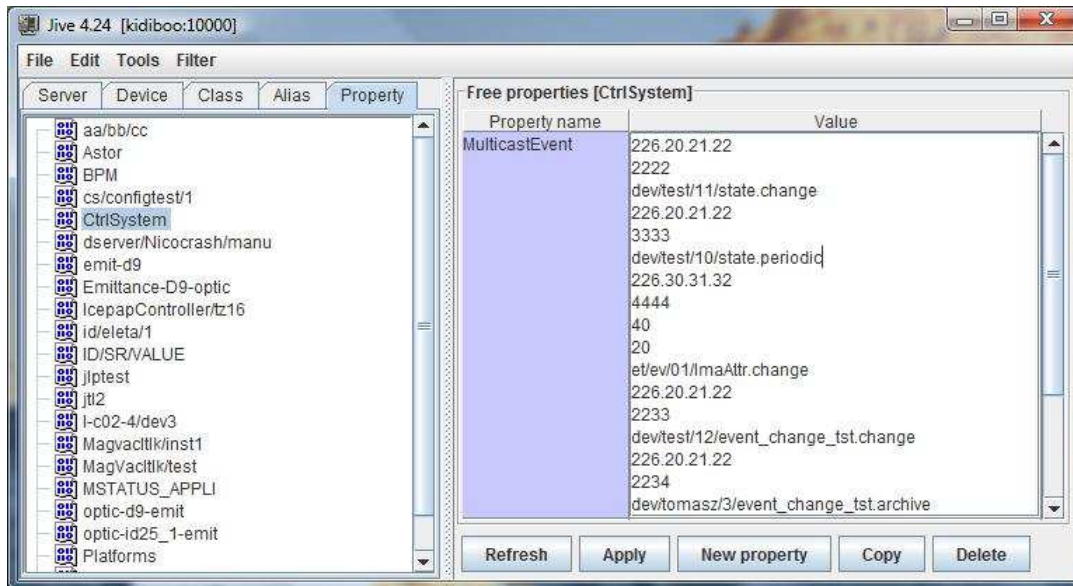 Jive 4.24 [kidiboo:10000]
File Edit Tools Filter
Server Device Class Alias Property
aa/bb/cc
Astor
BPM
cs/configtest/1
CtrlSystem
dserver/Nicocrash/manu
emit-d9
Emittance-D9-optic
IcepapController/tz16
id/eleta/1
ID/SR/VALUE
jlptest
jtl2
l-c02-4/dev3
Magvacltlk/inst1
MagVacltlk/test
MSTATUS_APPLI
optic-d9-emit
optic-id25_1-emit
Platforms
Free properties [CtrlSystem]
Property name Value
MulticastEvent
226.20.21.22
2222
dev/test/11/state.change
226.20.21.22
3333
dev/test/10/state.periodic
226.30.31.32
4444
40
20
et/ev/01/ImaAttr.change
226.20.21.22
2233
dev/test/12/event_change_tst.change
226.20.21.22
2234
dev/tomasz/3/event_change_tst.archive
Refresh Apply New property Copy Delete